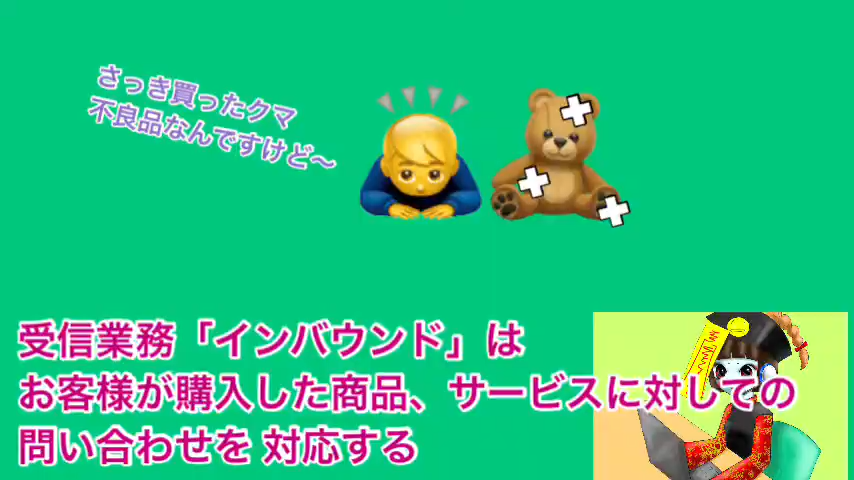 さっき買ったクマ
不良品なんですけど〜
受信業務「インバウンド」は
お客様が購入した商品、サービスに対しての
問い合わせを 対応する